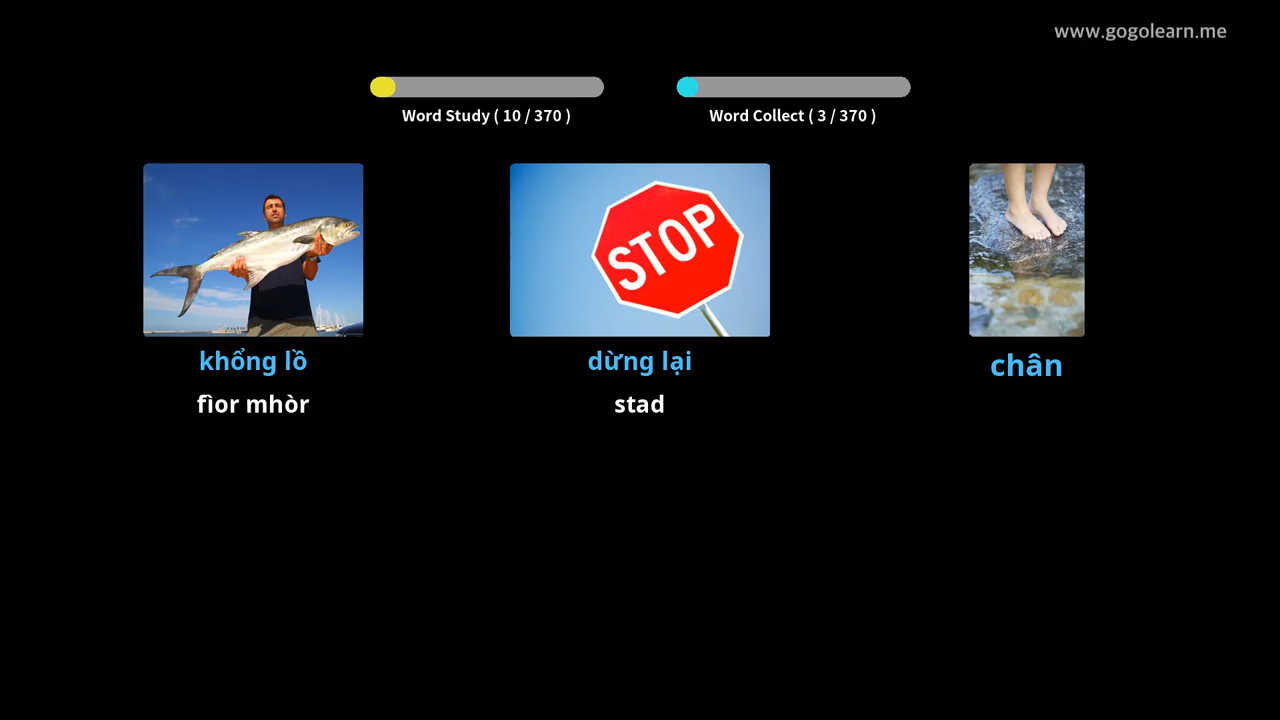 www.gogolearn.me
Word Study ( 10 / 370 )
Word Collect ( 3 / 370 )
STOP
khổng lồ
dừng lại
chân
fìor mhòr
stad